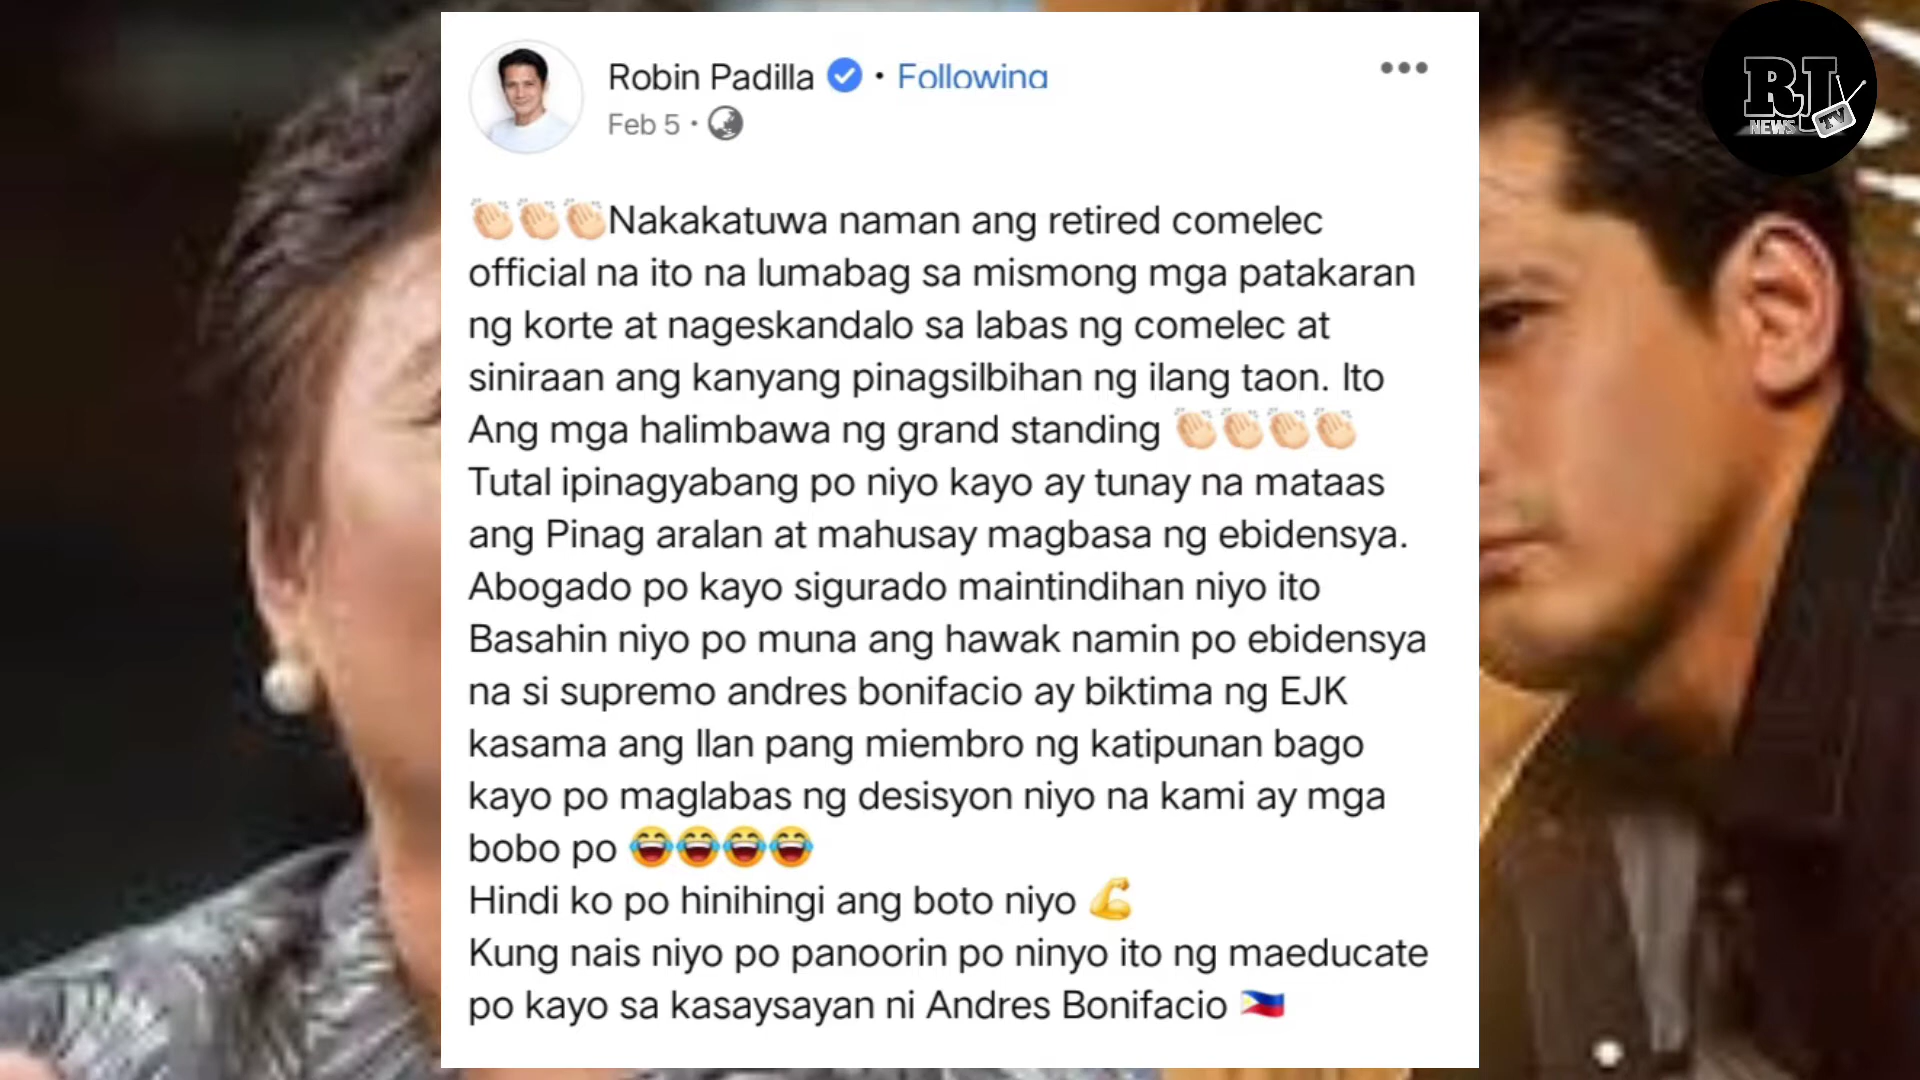 Robin Padilla • Following
Feb 5 •
👏🏻👏🏻👏🏻Nakakatuwa naman ang retired comelec
official na ito na lumabag sa mismong mga patakaran
ng korte at nageskandalo sa labas ng comelec at
siniraan ang kanyang pinagsilbihan ng ilang taon. Ito
Ang mga halimbawa ng grand standing 👏🏻👏🏻👏🏻👏🏻
Tutal ipinagyabang po niyo kayo ay tunay na mataas
ang Pinag aralan at mahusay magbasa ng ebidensya.
Abogado po kayo sigurado maintindihan niyo ito
Basahin niyo po muna ang hawak namin po ebidensya
na si supremo andres bonifacio ay biktima ng EJK
kasama ang Ilan pang miembro ng katipunan bago
kayo po maglabas ng desisyon niyo na kami ay mga
bobo po 😂😂😂😂
Hindi ko po hinihingi ang boto niyo 💪
Kung nais niyo po panoorin po ninyo ito ng maeducate
po kayo sa kasaysayan ni Andres Bonifacio 🇵🇭
RJ
NEWS TV